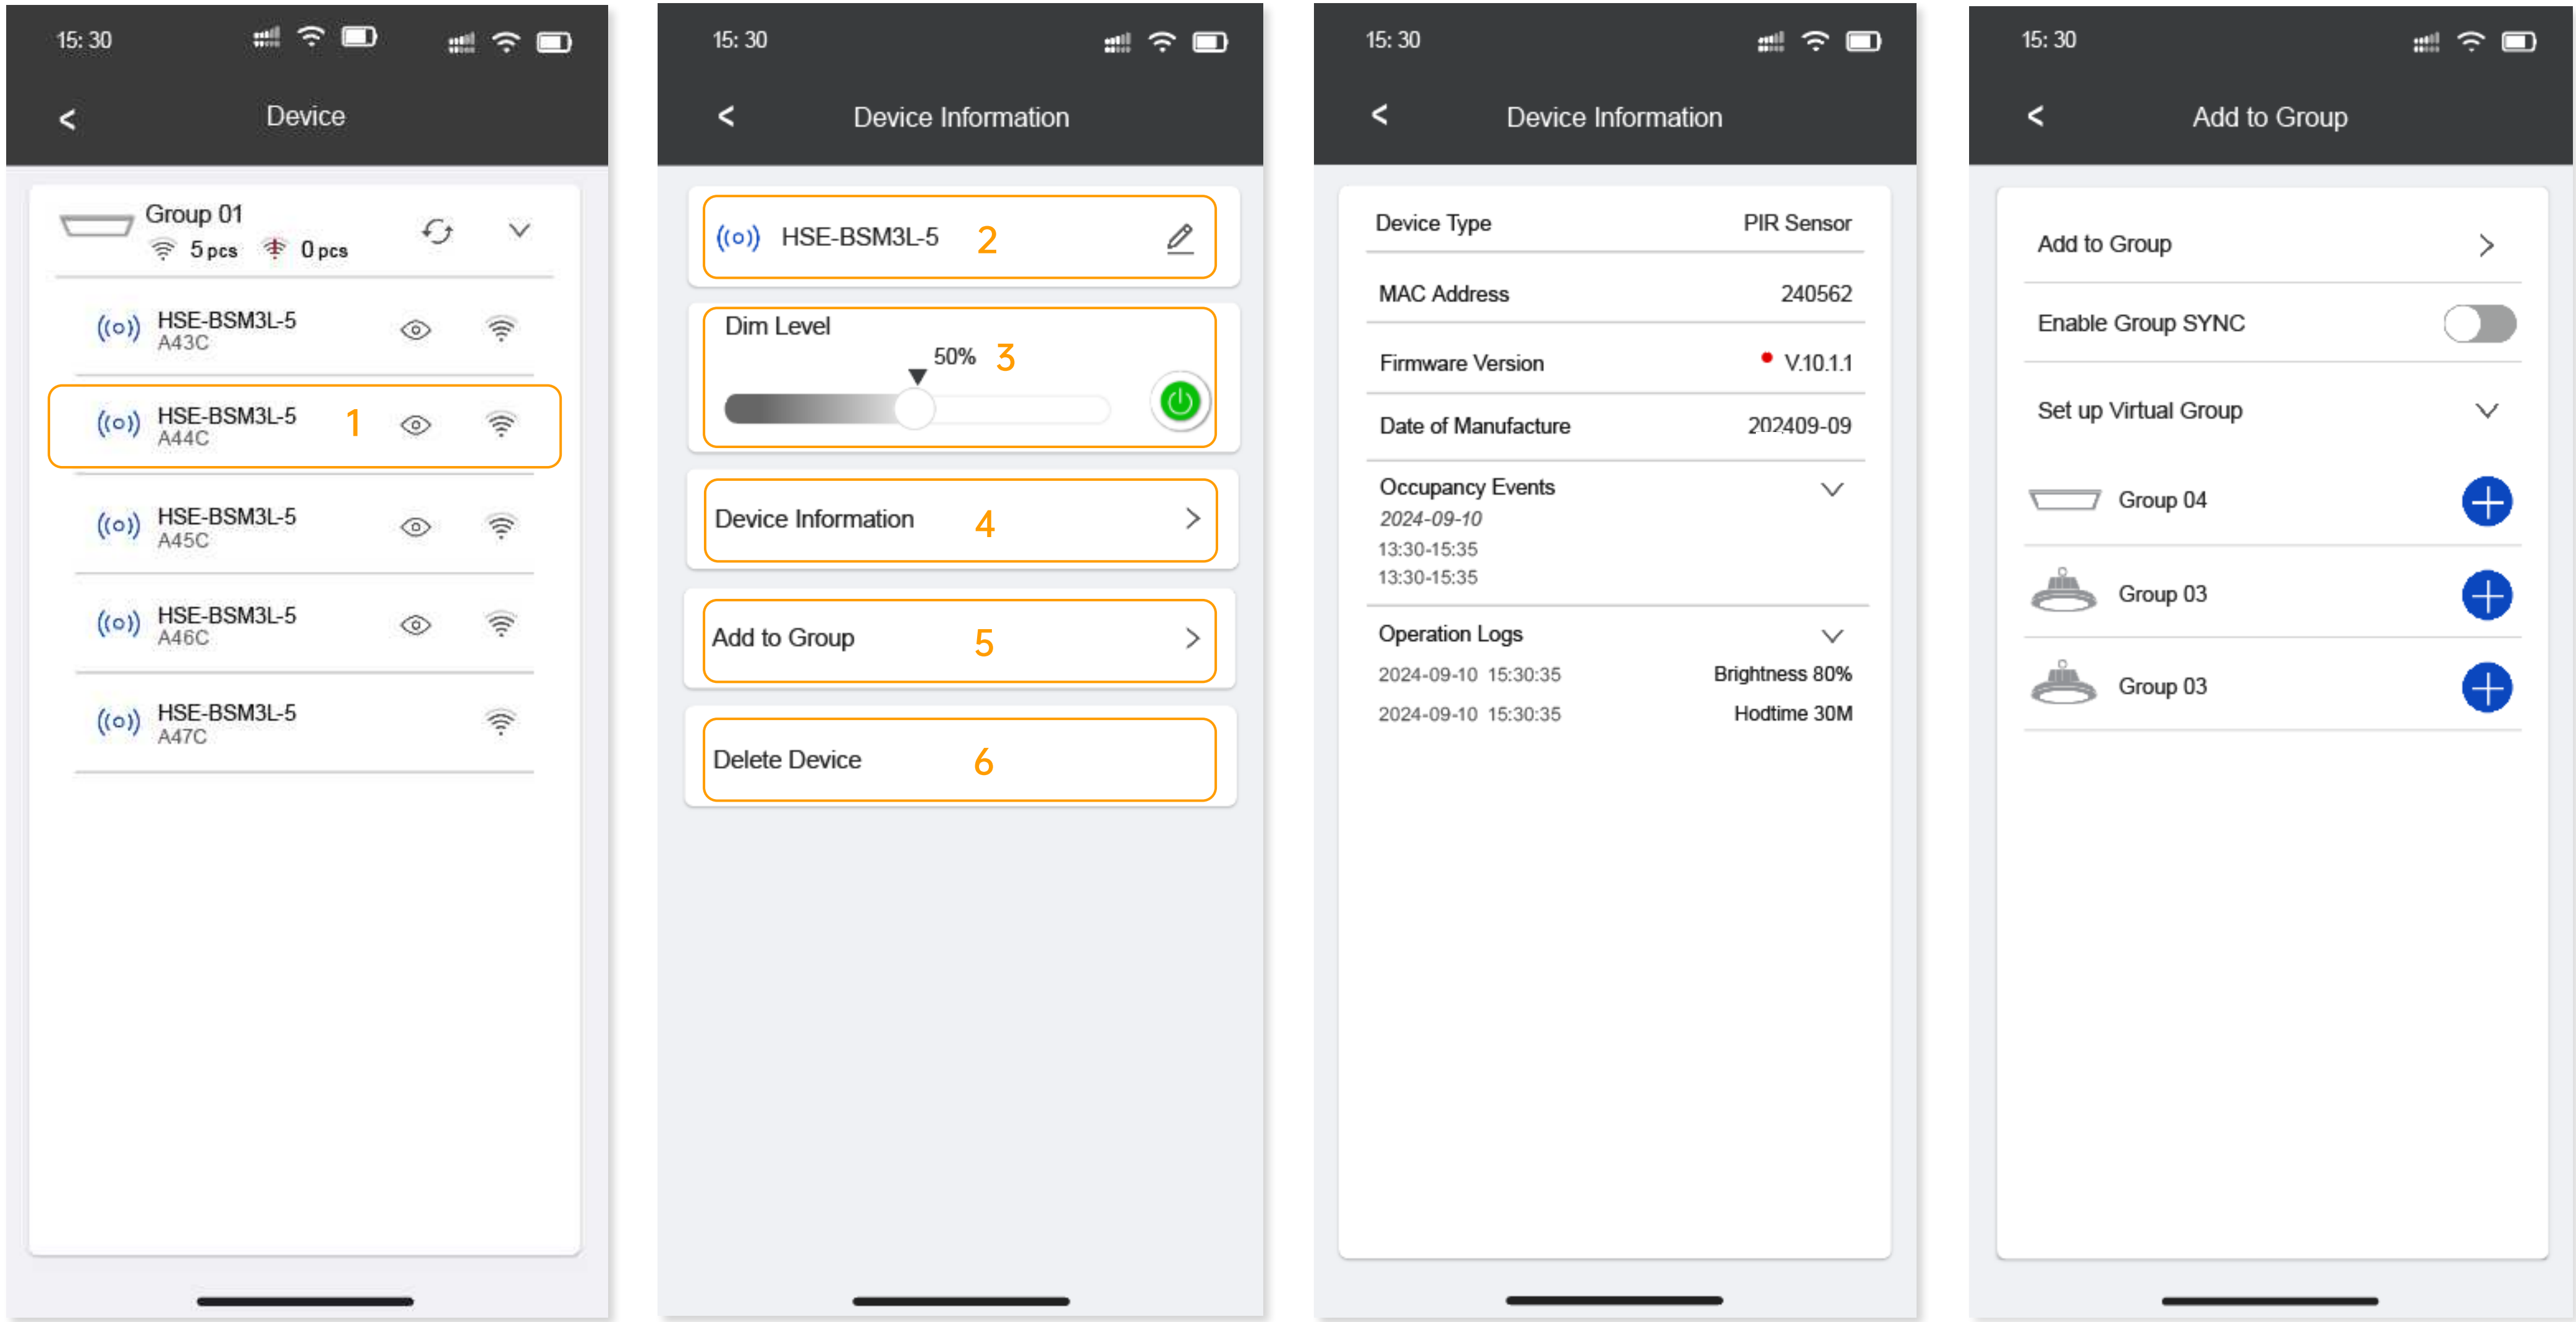 15: 30
Device
Group 01
5 pcs 0 pcs
HSE-BSM3L-5
A43C
HSE-BSM3L-5
A44C
1
HSE-BSM3L-5
A45C
HSE-BSM3L-5
A46C
HSE-BSM3L-5
A47C
15: 30
Device Information
HSE-BSM3L-5 2
Dim Level
50% 3
Device Information 4
Add to Group 5
Delete Device 6
15: 30
Device Information
Device Type PIR Sensor
MAC Address 240562
Firmware Version V.10.1.1
Date of Manufacture 202409-09
Occupancy Events
2024-09-10
13:30-15:35
13:30-15:35
Operation Logs
2024-09-10 15:30:35 Brightness 80%
2024-09-10 15:30:35 Hodtime 30M
15: 30
Add to Group
Add to Group
Enable Group SYNC
Set up Virtual Group
Group 04
Group 03
Group 03